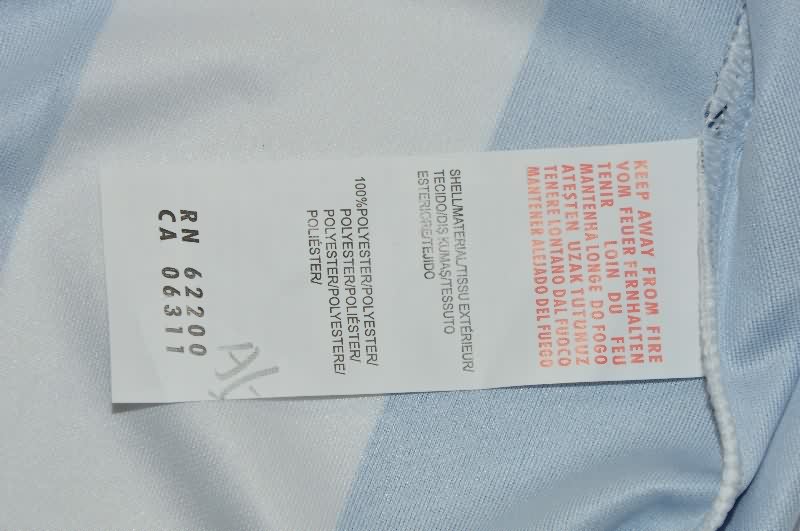 KEEP AWAY FROM FIRE
VOM FEUER FERNHALTEN
TENIR LOIN DU FEU
MANTENHA LONGE DO FOGO
ATEŞTEN UZAK TUTUNUZ
TENERE LONTANO DAL FUOCO
MANTENER ALEJADO DEL FUEGO
SHELL/MATERIAL/TISSU EXTÉRIEUR/
TECIDO/DIŞ KUMAŞ/TESSUTO
ESTERIORE/TEJIDO
100%POLYESTER/POLYESTER/
POLYESTER/POLIÉSTER/
POLYESTER/POLYESTERE/
POLIÉSTER/
RN 62200
CA 06311